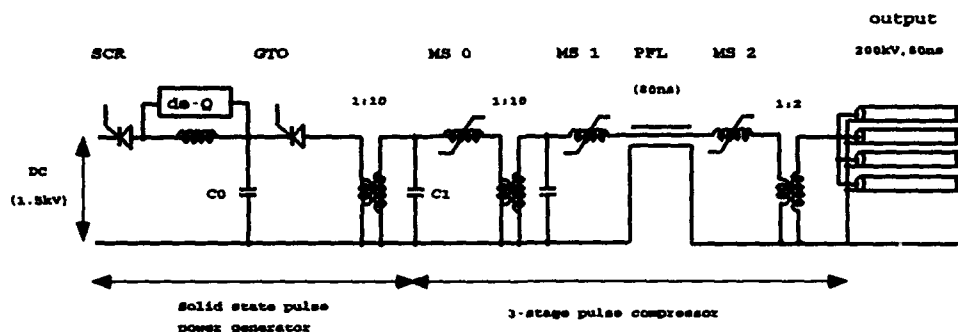 output
200kV, 80ns
SCR
GTO
MS 0
MS 1
PFL
MS 2
(80ns)
de-Q
1:10
1:10
1:2
DC
(1.5kV)
C0
C1
Solid state pulse
power generator
3-stage pulse compressor